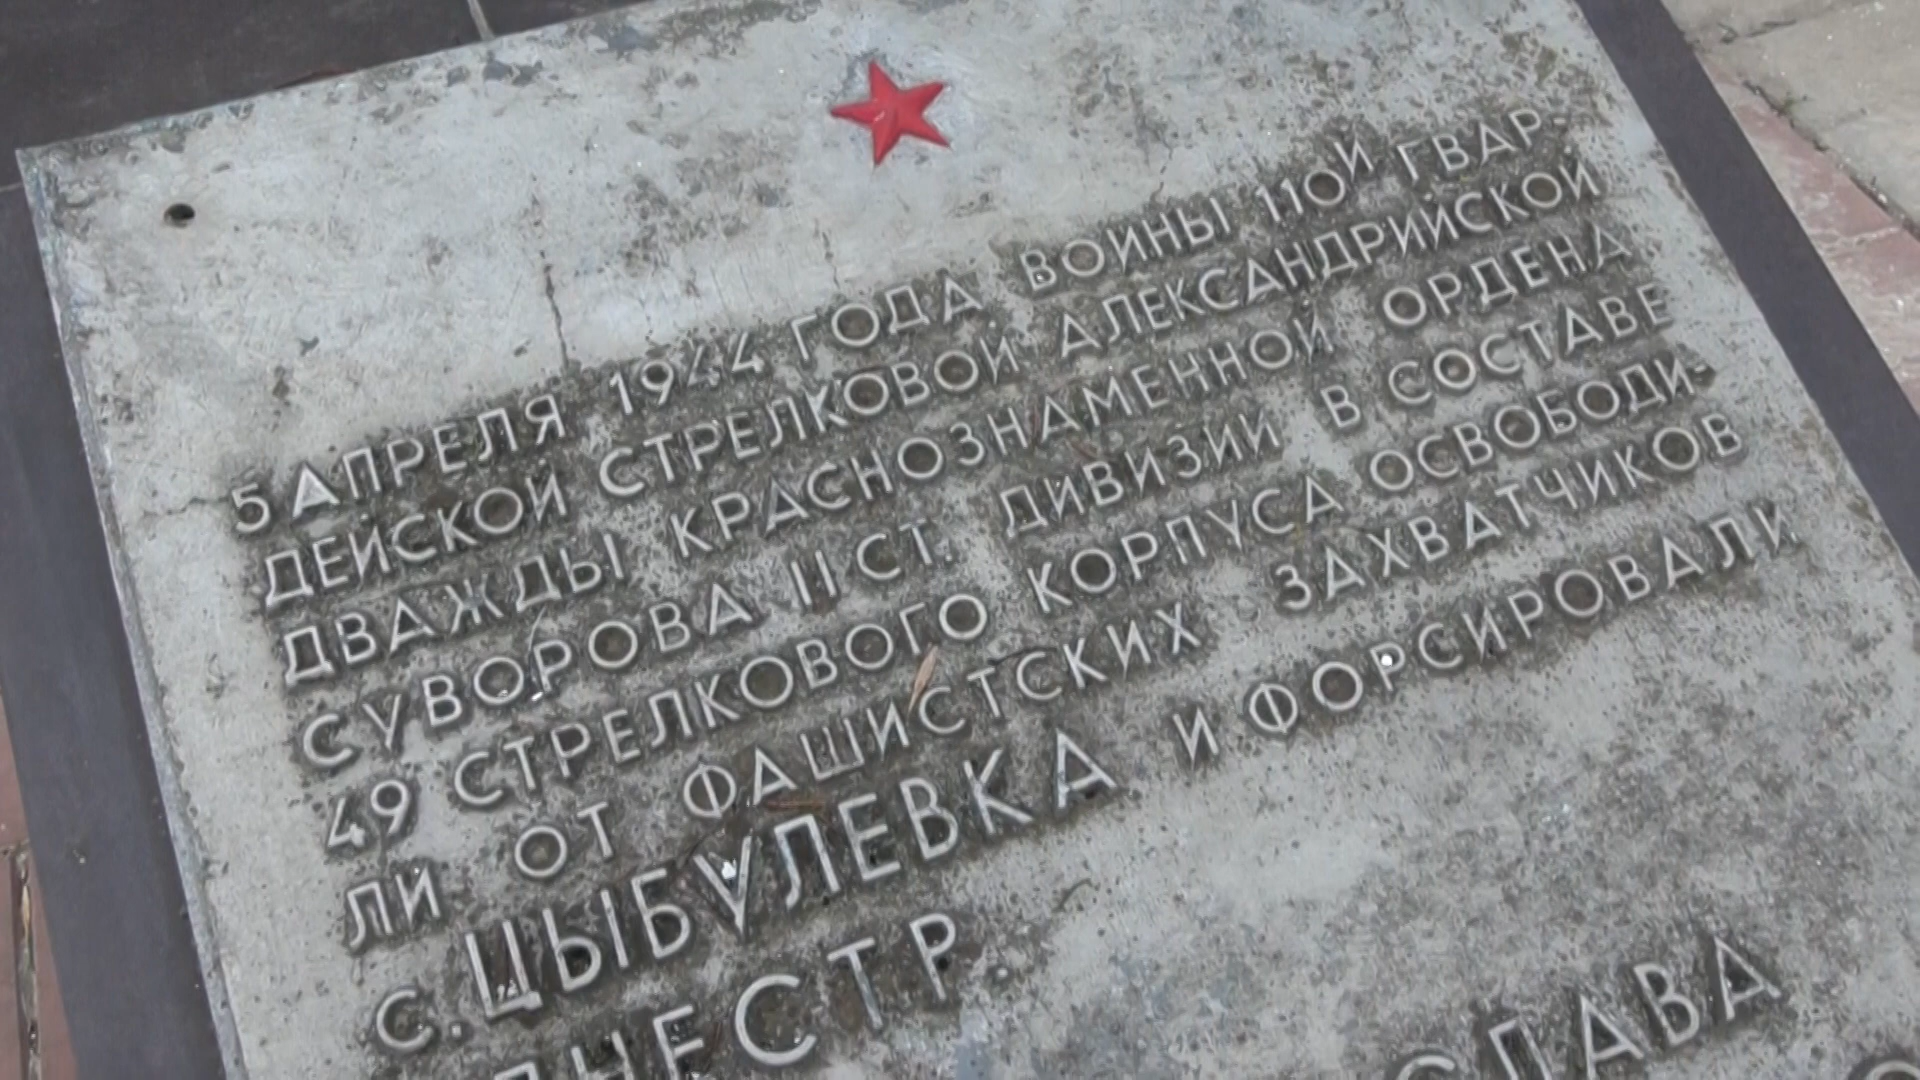 5 АПРЕЛЯ 1944 ГОДА ВОИНЫ 110Й ГВАР-
ДЕЙСКОЙ СТРЕЛКОВОЙ АЛЕКСАНДРИЙСКОЙ
ДВАЖДЫ КРАСНОЗНАМЕННОЙ ОРДЕНА
СУВОРОВА II СТ. ДИВИЗИИ В СОСТАВЕ
49 СТРЕЛКОВОГО КОРПУСА ОСВОБОДИ-
ЛИ ОТ ФАШИСТСКИХ ЗАХВАТЧИКОВ
с. ЦЫБУЛЕВКА И ФОРСИРОВАЛИ
ДНЕСТР.
СЛАВА